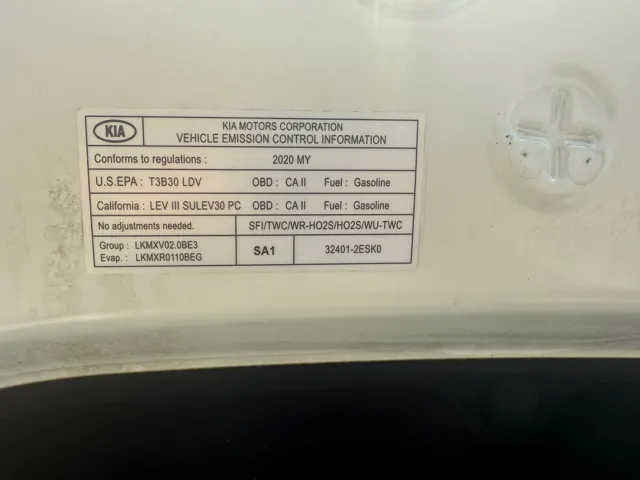 KIA
KIA MOTORS CORPORATION
VEHICLE EMISSION CONTROL INFORMATION
Conforms to regulations : 2020 MY
U.S.EPA : T3B30 LDV OBD : CA II Fuel : Gasoline
California : LEV III SULEV30 PC OBD : CA II Fuel : Gasoline
No adjustments needed. SFI/TWC/WR-HO2S/HO2S/WU-TWC
Group : LKMXV02.0BE3
Evap. : LKMXR0110BEG
SA1
32401-2ESK0